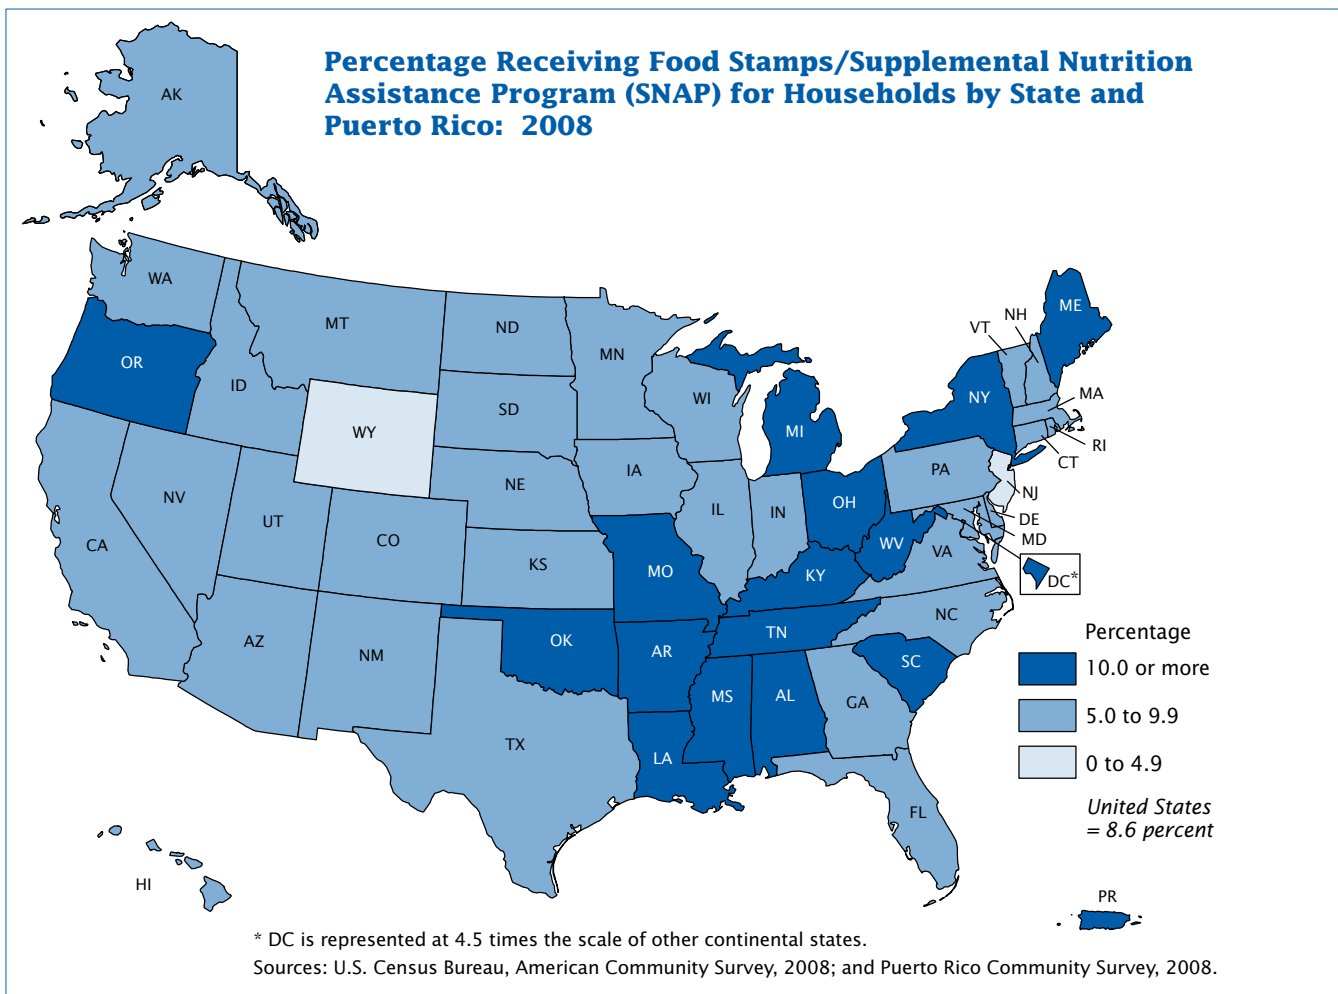 Percentage Receiving Food Stamps/Supplemental Nutrition
Assistance Program (SNAP) for Households by State and
Puerto Rico:  2008
AK
WA
MT
ND
MN
OR
ID
SD
WI
WY
MI
NY
VT
NH
ME
MA
RI
CT
NV
UT
CO
NE
IA
IL
IN
OH
PA
NJ
DE
MD
DC*
CA
KS
MO
KY
WV
VA
AZ
NM
OK
AR
TN
NC
SC
MS
AL
GA
TX
LA
FL
HI
PR
Percentage
10.0 or more
5.0 to 9.9
0 to 4.9
United States
= 8.6 percent
* DC is represented at 4.5 times the scale of other continental states.
Sources: U.S. Census Bureau, American Community Survey, 2008; and Puerto Rico Community Survey, 2008.